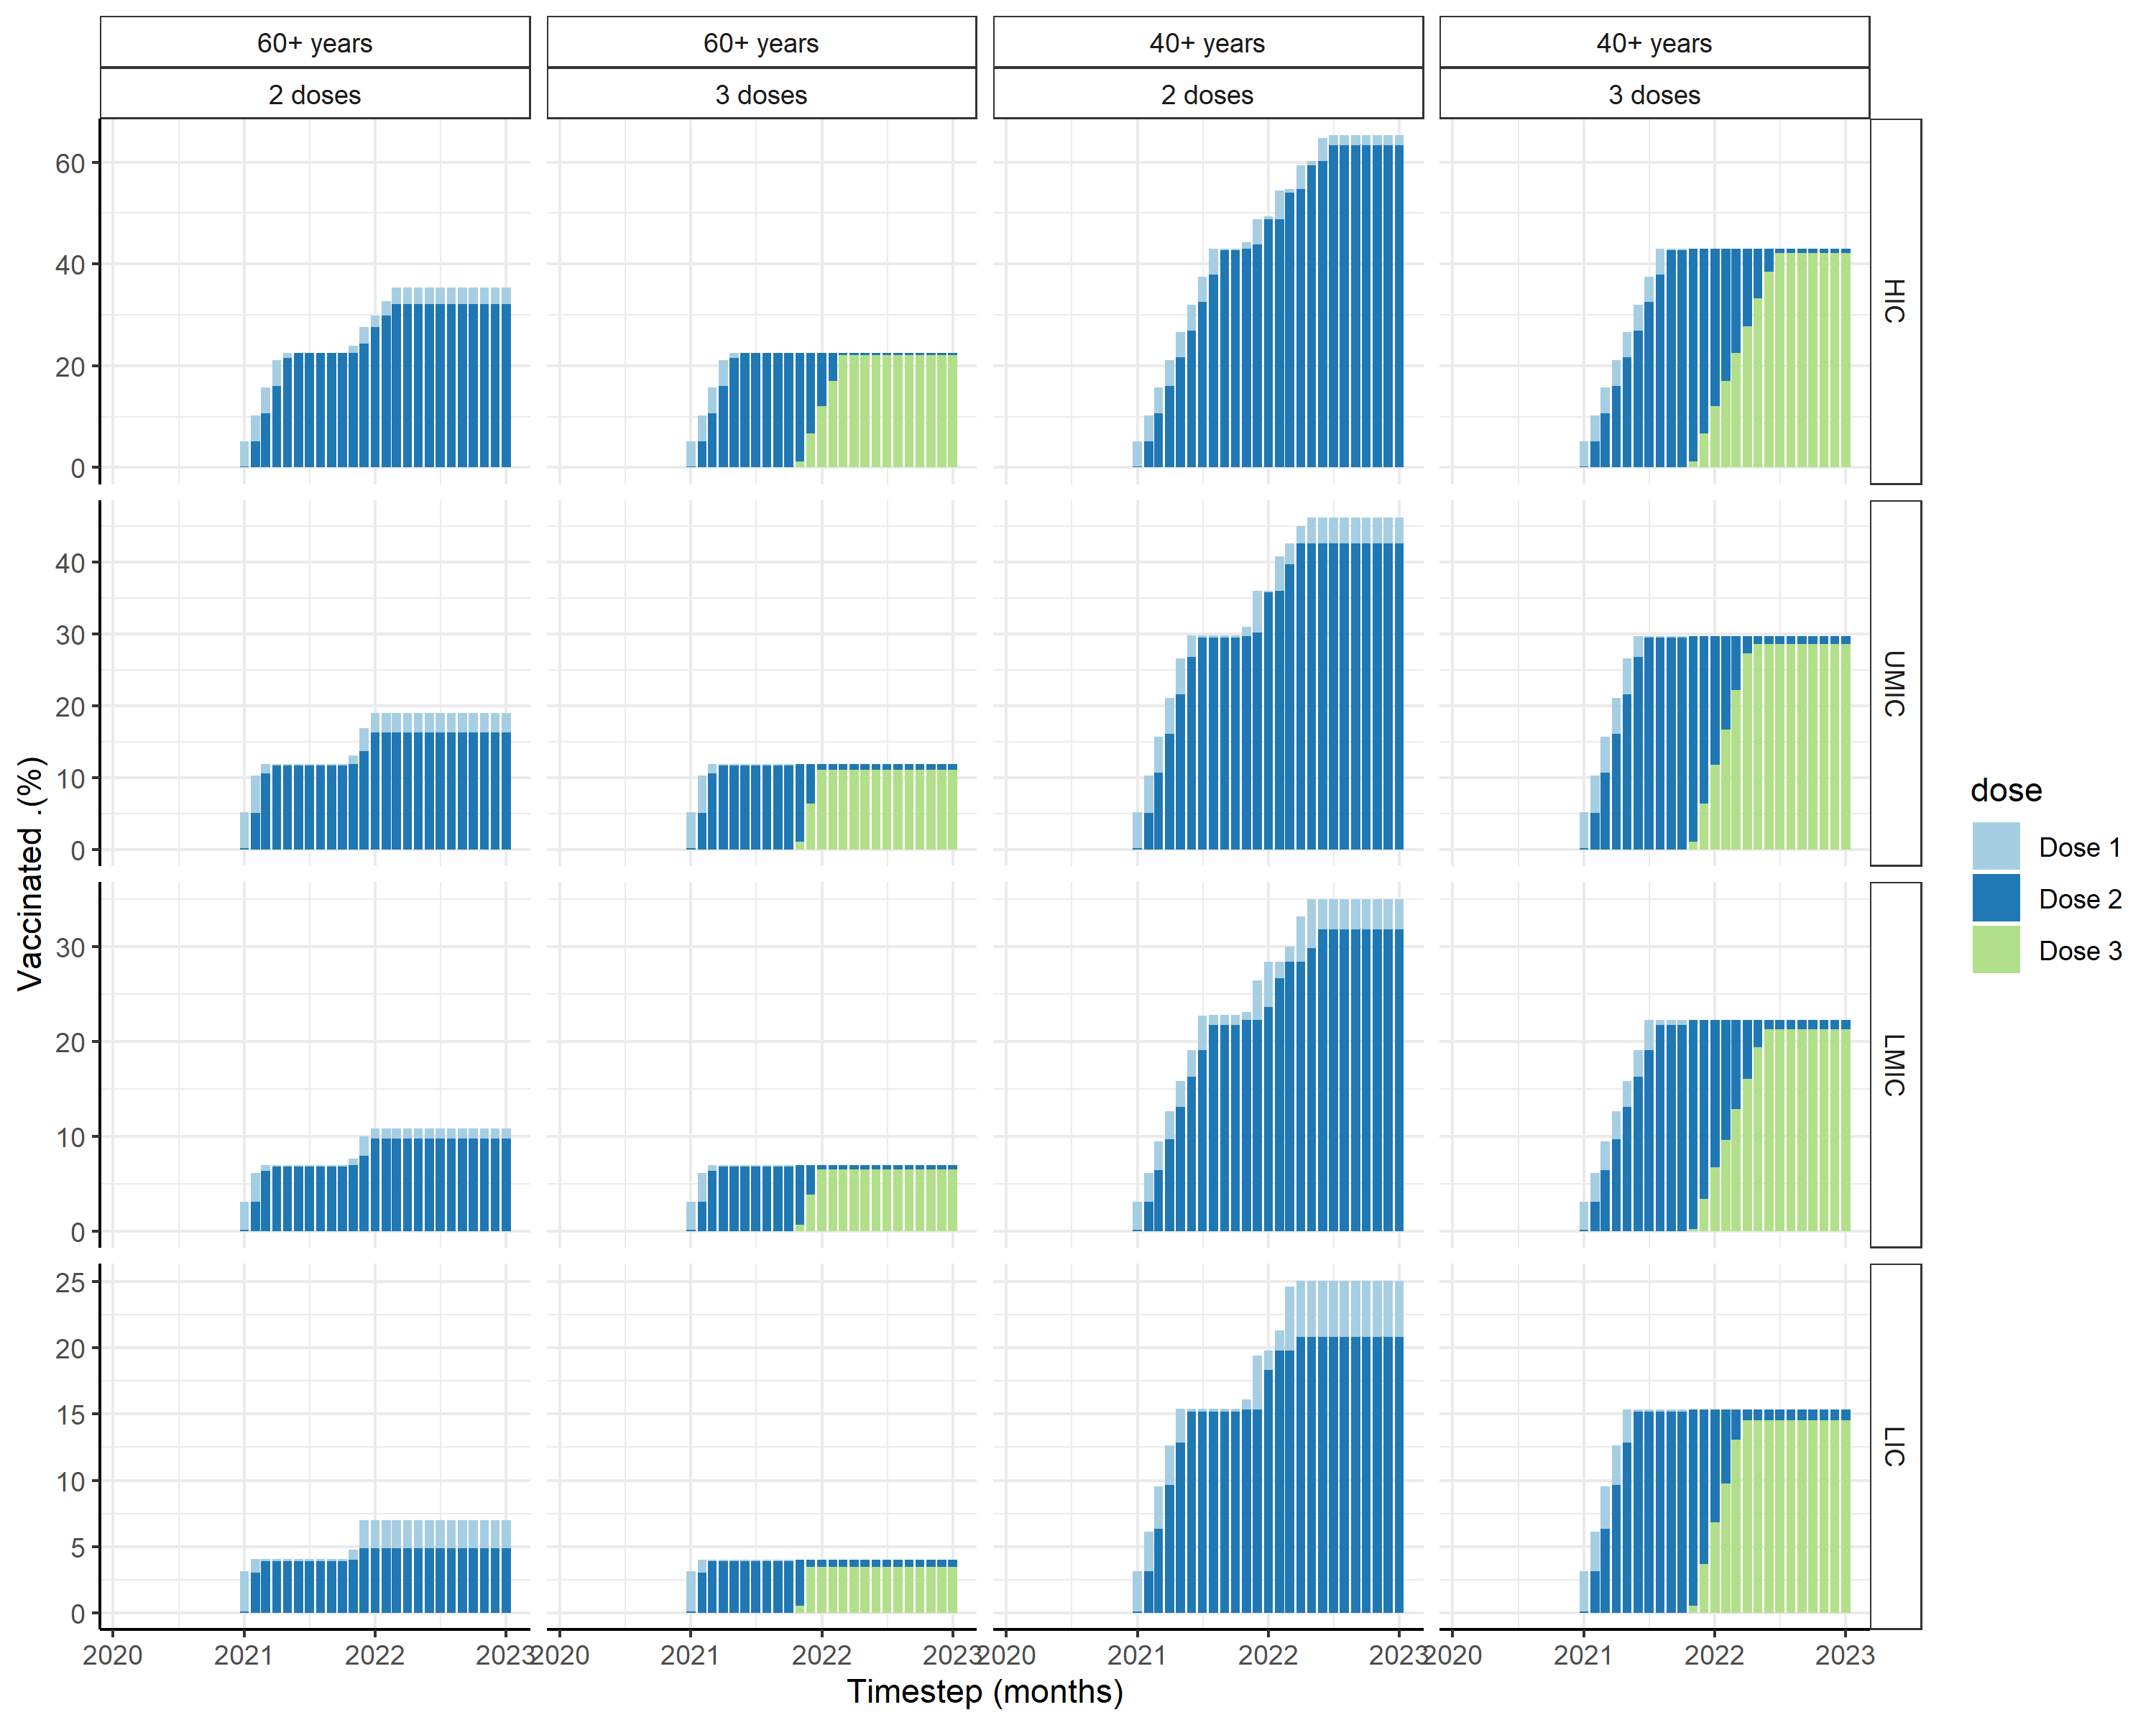 60+ years 60+ years 40+ years 40+ years
2 doses 3 doses 2 doses 3 doses
60
40
20
0
HIC
40
30
20
10
0
UMIC
30
20
10
0
LMIC
25
20
15
10
5
0
LIC
Vaccinated .(%)
2020 2021 2022 2023 2020 2021 2022 2023 2020 2021 2022 2023 2020 2021 2022 2023
Timestep (months)
dose
Dose 1
Dose 2
Dose 3